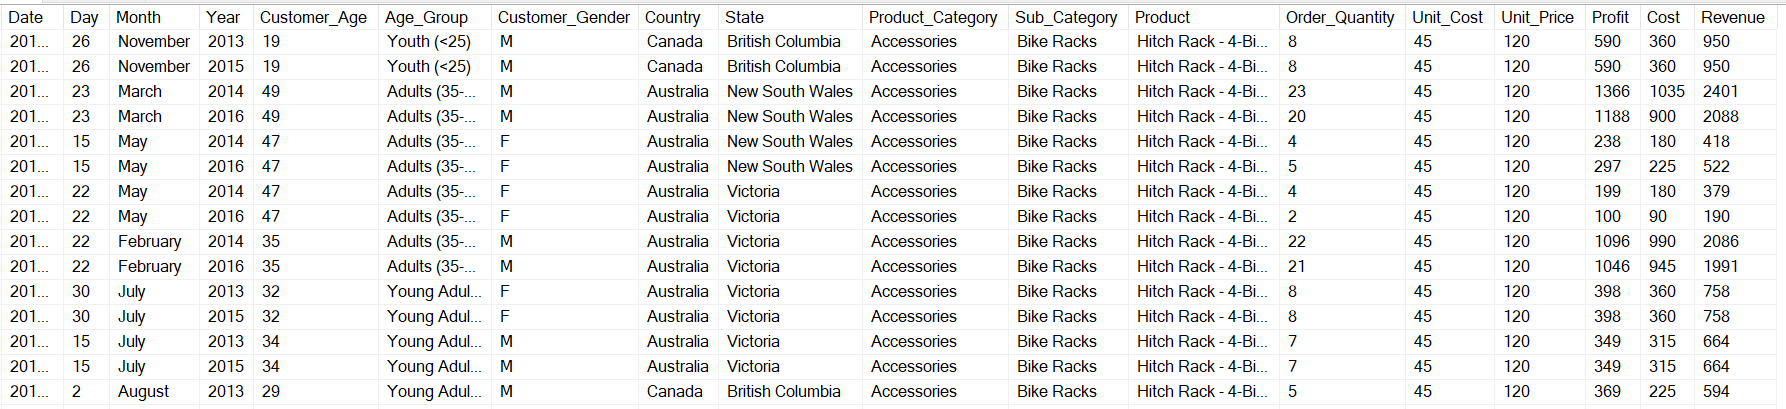 Date Day Month Year Customer_Age Age_Group Customer_Gender Country State Product_Category Sub_Category Product Order_Quantity Unit_Cost Unit_Price Profit Cost Revenue
201... 26 November 2013 19 Youth (<25) M Canada British Columbia Accessories Bike Racks Hitch Rack - 4-Bi... 8 45 120 590 360 950
201... 26 November 2015 19 Youth (<25) M Canada British Columbia Accessories Bike Racks Hitch Rack - 4-Bi... 8 45 120 590 360 950
201... 23 March 2014 49 Adults (35-... M Australia New South Wales Accessories Bike Racks Hitch Rack - 4-Bi... 23 45 120 1366 1035 2401
201... 23 March 2016 49 Adults (35-... M Australia New South Wales Accessories Bike Racks Hitch Rack - 4-Bi... 20 45 120 1188 900 2088
201... 15 May 2014 47 Adults (35-... F Australia New South Wales Accessories Bike Racks Hitch Rack - 4-Bi... 4 45 120 238 180 418
201... 15 May 2016 47 Adults (35-... F Australia New South Wales Accessories Bike Racks Hitch Rack - 4-Bi... 5 45 120 297 225 522
201... 22 May 2014 47 Adults (35-... F Australia Victoria Accessories Bike Racks Hitch Rack - 4-Bi... 4 45 120 199 180 379
201... 22 May 2016 47 Adults (35-... F Australia Victoria Accessories Bike Racks Hitch Rack - 4-Bi... 2 45 120 100 90 190
201... 22 February 2014 35 Adults (35-... M Australia Victoria Accessories Bike Racks Hitch Rack - 4-Bi... 22 45 120 1096 990 2086
201... 22 February 2016 35 Adults (35-... M Australia Victoria Accessories Bike Racks Hitch Rack - 4-Bi... 21 45 120 1046 945 1991
201... 30 July 2013 32 Young Adul... F Australia Victoria Accessories Bike Racks Hitch Rack - 4-Bi... 8 45 120 398 360 758
201... 30 July 2015 32 Young Adul... F Australia Victoria Accessories Bike Racks Hitch Rack - 4-Bi... 8 45 120 398 360 758
201... 15 July 2013 34 Young Adul... M Australia Victoria Accessories Bike Racks Hitch Rack - 4-Bi... 7 45 120 349 315 664
201... 15 July 2015 34 Young Adul... M Australia Victoria Accessories Bike Racks Hitch Rack - 4-Bi... 7 45 120 349 315 664
201... 2 August 2013 29 Young Adul... M Canada British Columbia Accessories Bike Racks Hitch Rack - 4-Bi... 5 45 120 369 225 594